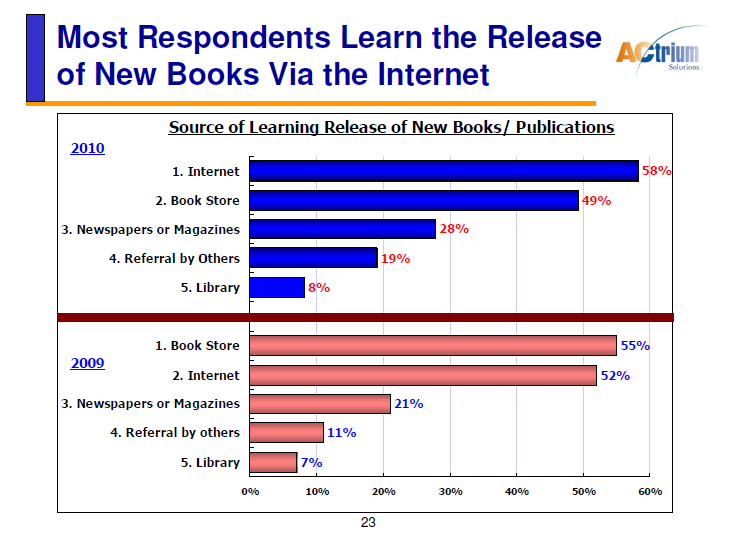 Most Respondents Learn the Release
of New Books Via the Internet
ACtrium
Solutions
Source of Learning Release of New Books/ Publications
2010
1. Internet 58%
2. Book Store 49%
3. Newspapers or Magazines 28%
4. Referral by Others 19%
5. Library 8%
1. Book Store 55%
2009
2. Internet 52%
3. Newspapers or Magazines 21%
4. Referral by others 11%
5. Library 7%
0% 10% 20% 30% 40% 50% 60%
23